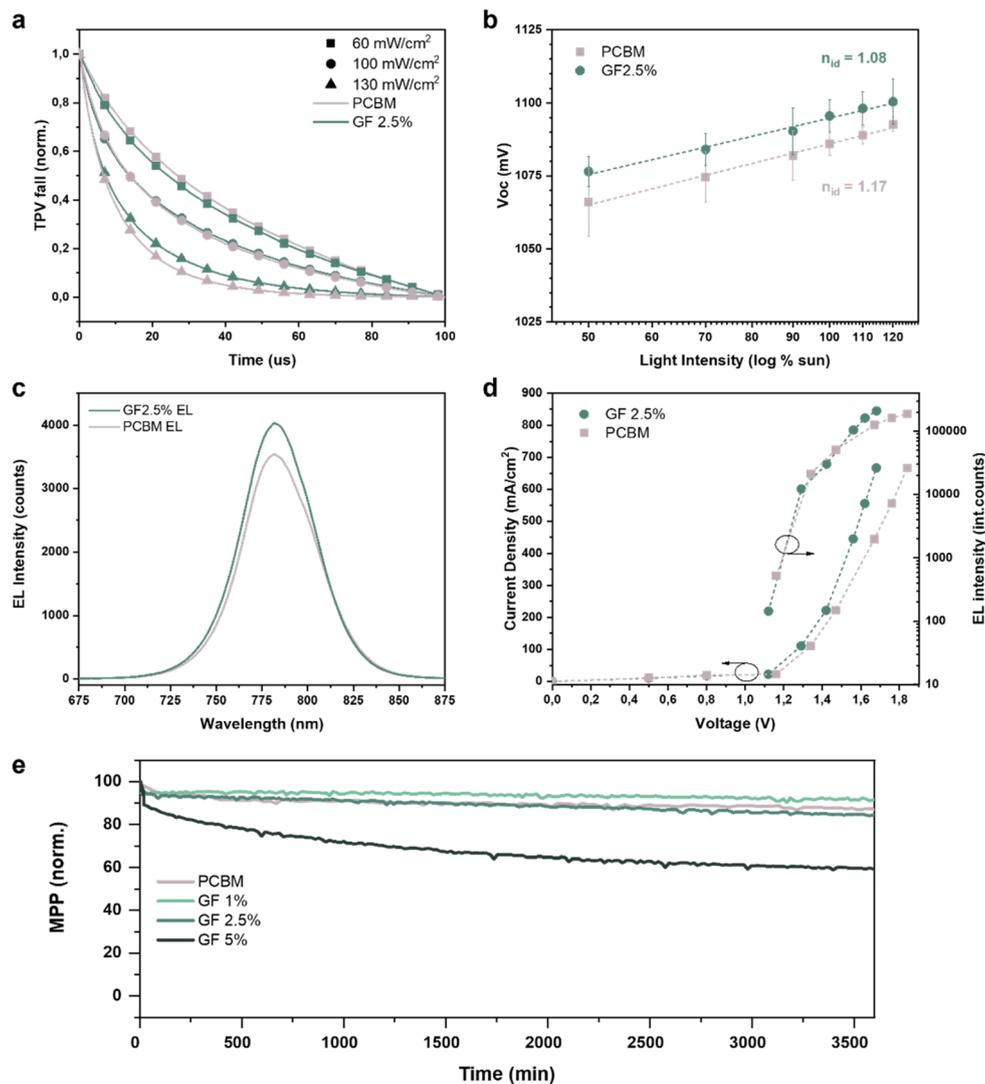 a
60 mW/cm²
100 mW/cm²
130 mW/cm²
PCBM
GF 2.5%
1,0
0,8
0,6
0,4
0,2
0,0
TPV fall (norm.)
0 20 40 60 80 100
Time (us)
b
PCBM
GF2.5%
n_id = 1.08
n_id = 1.17
1125
1100
1075
1050
1025
Voc (mV)
50 60 70 80 90 100 110 120
Light Intensity (log % sun)
c
GF2.5% EL
PCBM EL
4000
3000
2000
1000
0
EL Intensity (counts)
675 700 725 750 775 800 825 850 875
Wavelength (nm)
d
GF 2.5%
PCBM
900
800
700
600
500
400
300
200
100
0
Current Density (mA/cm²)
100000
10000
1000
100
10
EL intensity (int.counts)
0,0 0,2 0,4 0,6 0,8 1,0 1,2 1,4 1,6 1,8
Voltage (V)
e
100
80
60
40
20
0
MPP (norm.)
PCBM
GF 1%
GF 2.5%
GF 5%
0 500 1000 1500 2000 2500 3000 3500
Time (min)